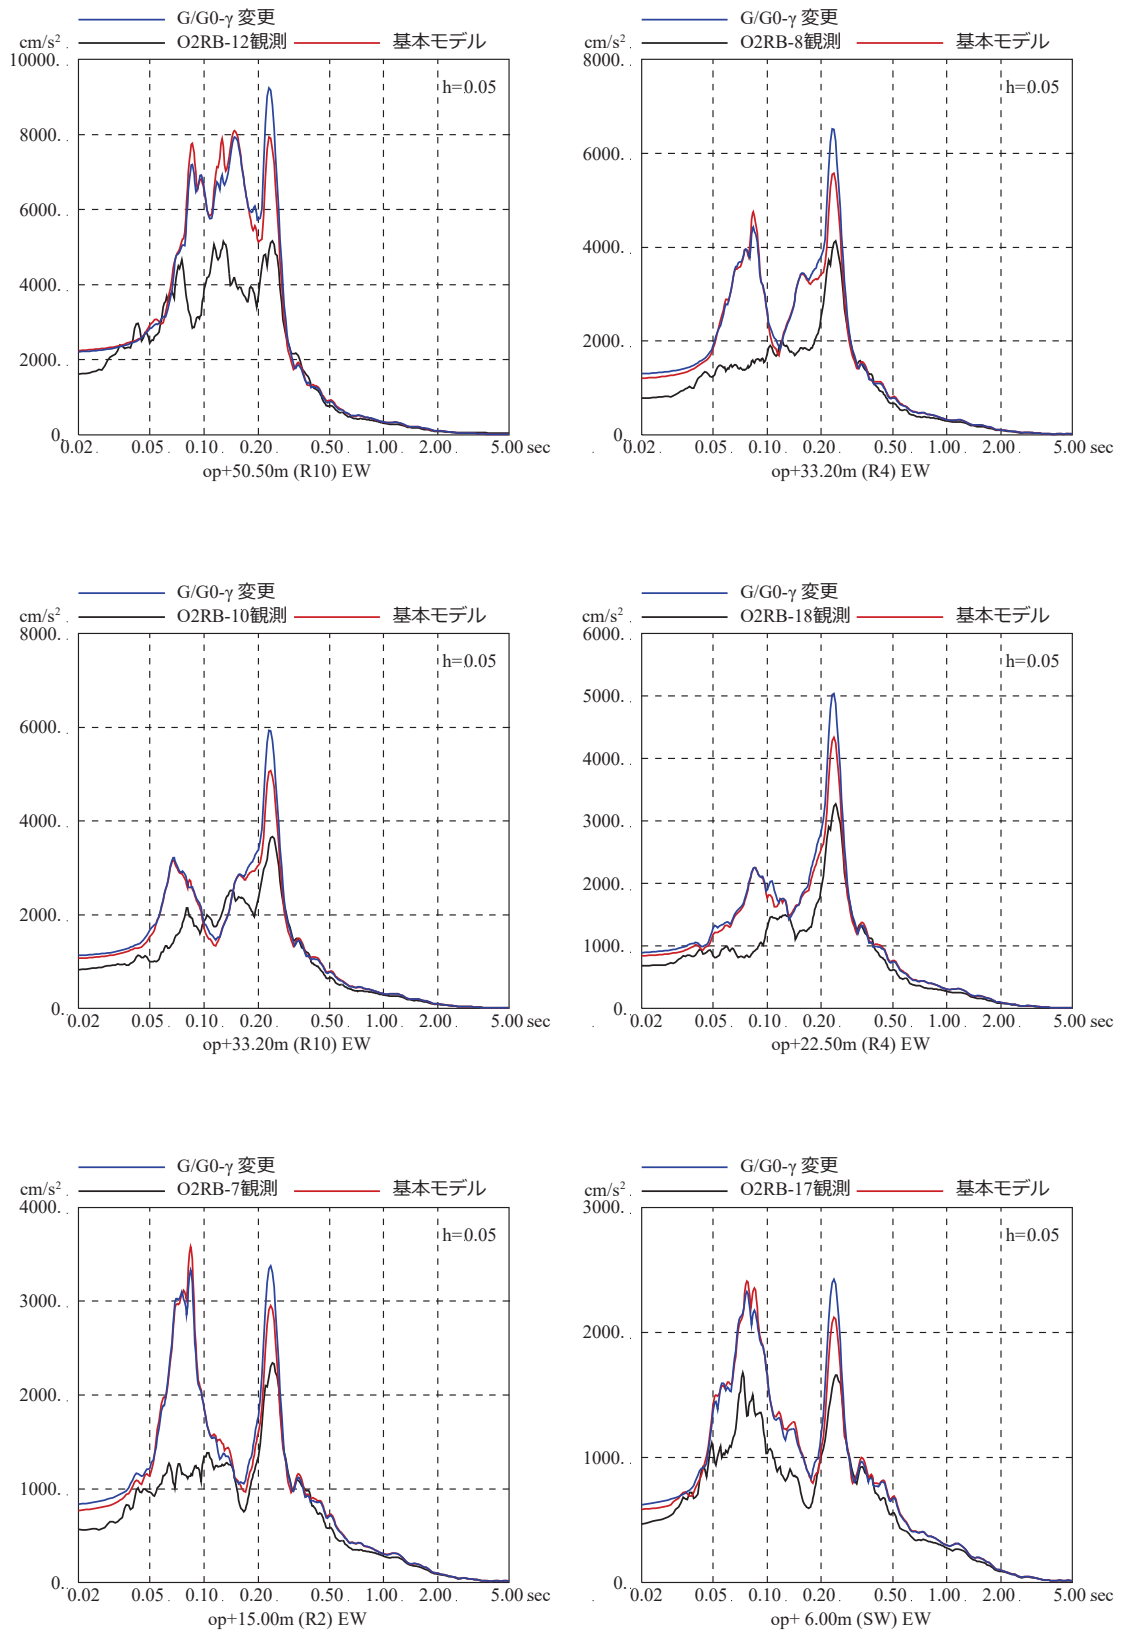 G/G0-γ 変更
cm/s² O2RB-12観測 基本モデル
10000.
h=0.05
8000.
6000.
4000.
2000.
0.
0.02 0.05 0.10 0.20 0.50 1.00 2.00 5.00 sec
op+50.50m (R10) EW
G/G0-γ 変更
cm/s² O2RB-8観測 基本モデル
8000.
h=0.05
6000.
4000.
2000.
0.
0.02 0.05 0.10 0.20 0.50 1.00 2.00 5.00 sec
op+33.20m (R4) EW
G/G0-γ 変更
cm/s² O2RB-10観測 基本モデル
8000.
h=0.05
6000.
4000.
2000.
0.
0.02 0.05 0.10 0.20 0.50 1.00 2.00 5.00 sec
op+33.20m (R10) EW
G/G0-γ 変更
cm/s² O2RB-18観測 基本モデル
6000.
h=0.05
5000.
4000.
3000.
2000.
1000.
0.
0.02 0.05 0.10 0.20 0.50 1.00 2.00 5.00 sec
op+22.50m (R4) EW
G/G0-γ 変更
cm/s² O2RB-7観測 基本モデル
4000.
h=0.05
3000.
2000.
1000.
0.
0.02 0.05 0.10 0.20 0.50 1.00 2.00 5.00 sec
op+15.00m (R2) EW
G/G0-γ 変更
cm/s² O2RB-17観測 基本モデル
3000.
h=0.05
2000.
1000.
0.
0.02 0.05 0.10 0.20 0.50 1.00 2.00 5.00 sec
op+ 6.00m (SW) EW